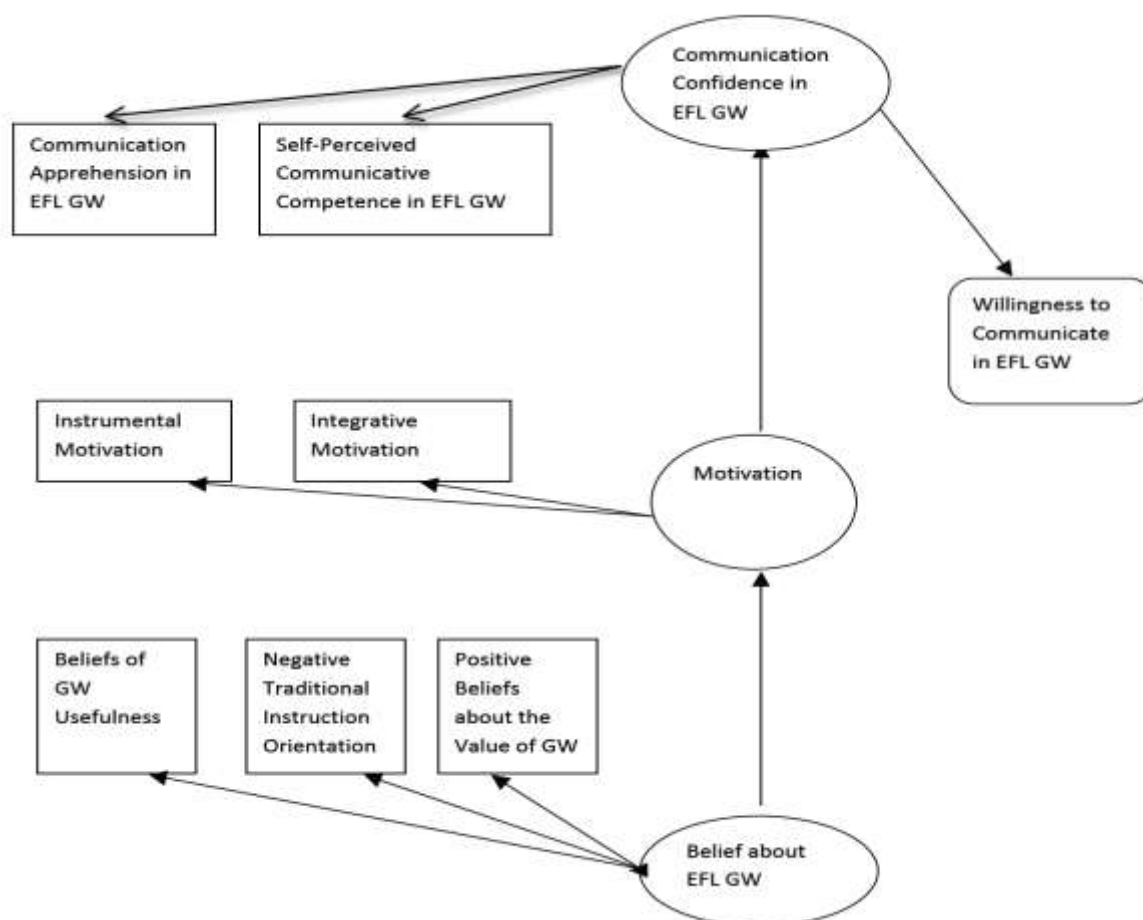 Communication
Confidence in
EFL GW
Communication
Apprehension in
EFL GW
Self-Perceived
Communicative
Competence in EFL GW
Willingness to
Communicate
in EFL GW
Instrumental
Motivation
Integrative
Motivation
Motivation
Beliefs of
GW
Usefulness
Negative
Traditional
Instruction
Orientation
Positive
Beliefs
about the
Value of GW
Belief about
EFL GW